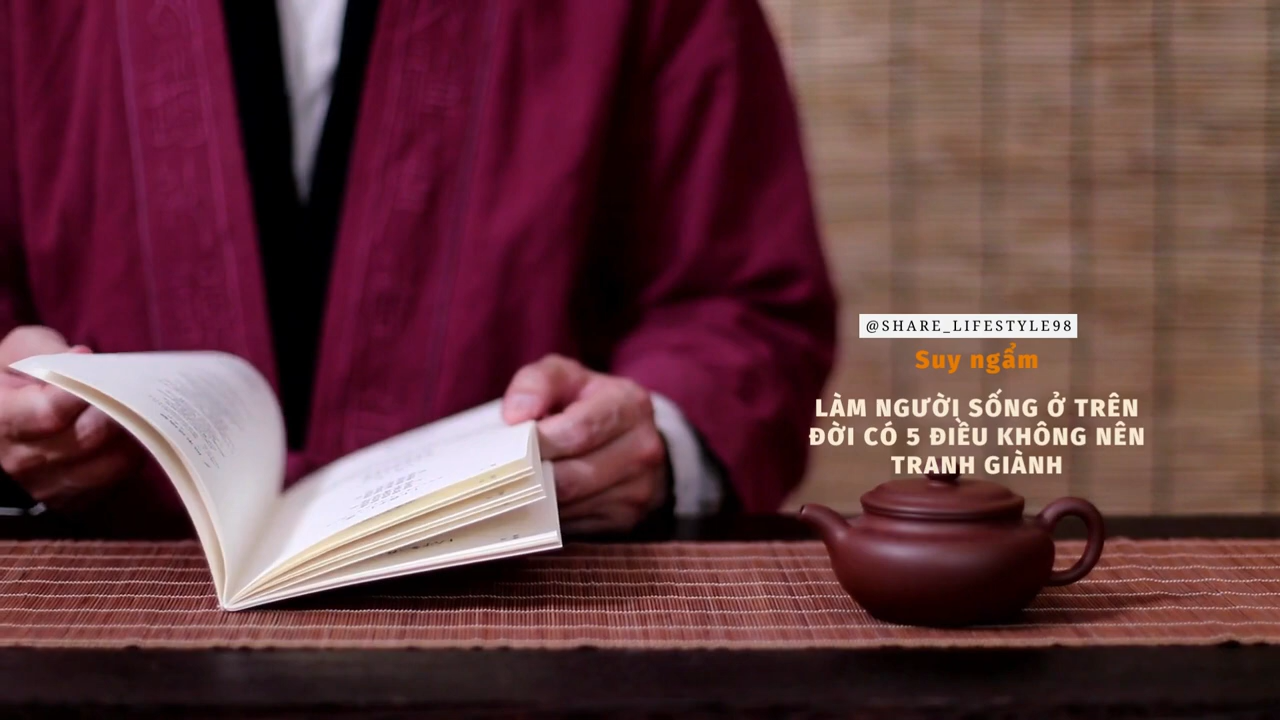 @SHARE_LIFESTYLE98
Suy ngẫm
LÀM NGƯỜI SỐNG Ở TRÊN
ĐỜI CÓ 5 ĐIỀU KHÔNG NÊN
TRANH GIÀNH